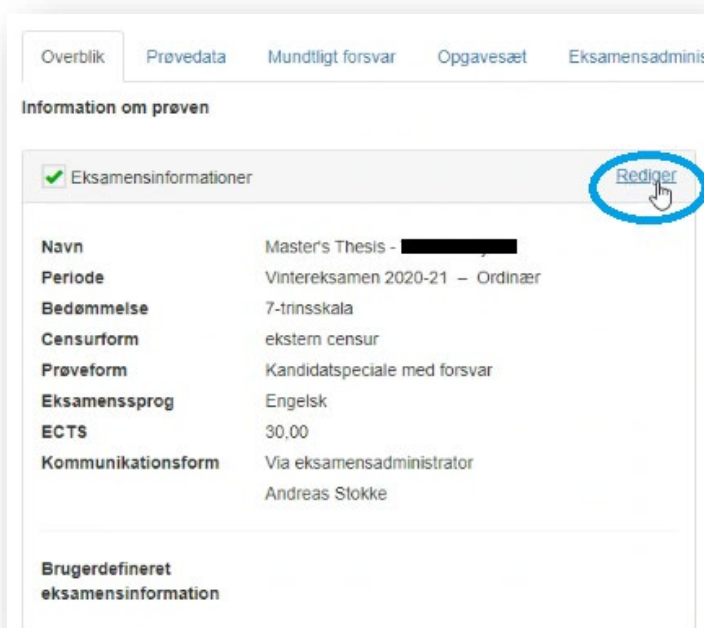 Overblik Prøvedata Mundtligt forsvar Opgavesæt Eksamensadminis
Information om prøven
Eksamensinformationer Rediger
Navn Master's Thesis -
Periode Vintereksamen 2020-21 – Ordinær
Bedømmelse 7-trinsskala
Censurform ekstern censur
Prøveform Kandidatspeciale med forsvar
Eksamenssprog Engelsk
ECTS 30,00
Kommunikationsform Via eksamensadministrator
Andreas Stokke
Brugerdefineret
eksamensinformation